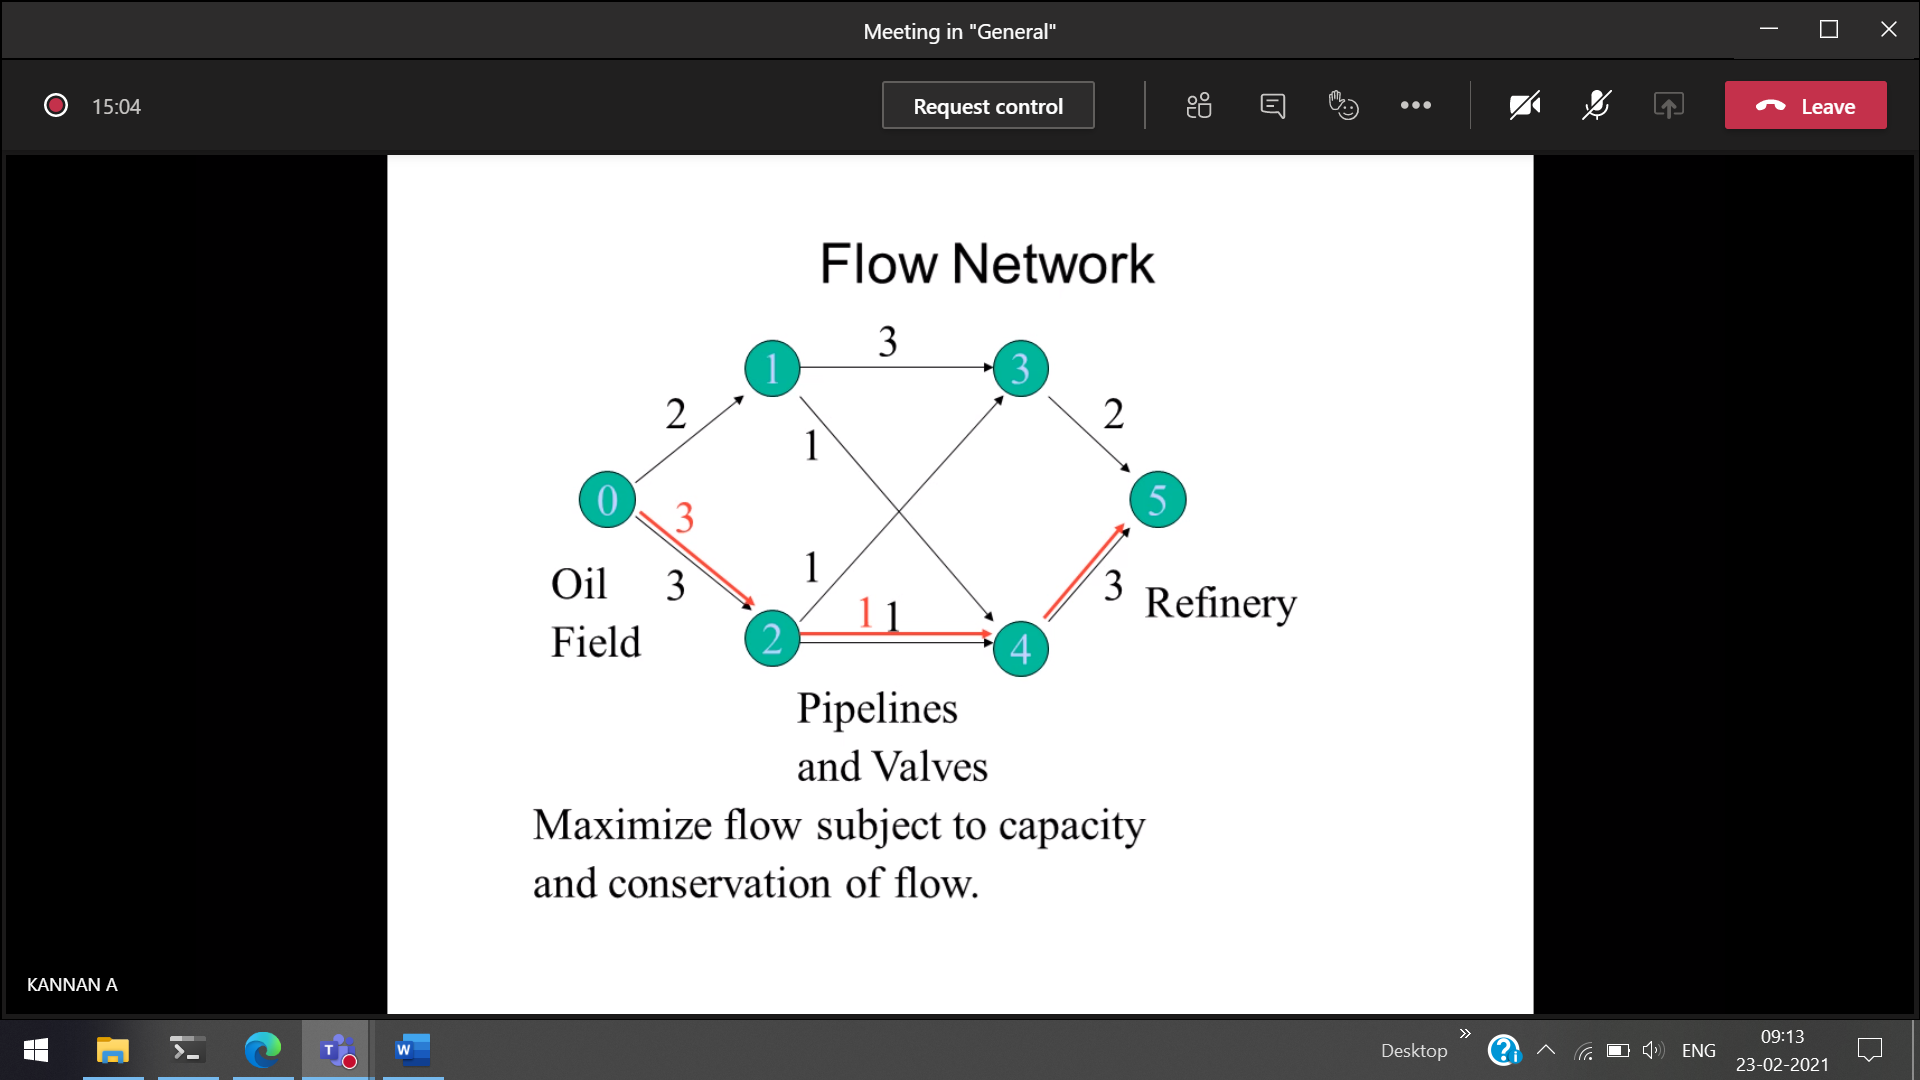 Meeting in "General"
15:04
Request control
Leave
Flow Network
3
1
3
2
2
1
0
5
3
Oil
3
1
3
Refinery
1 1
Field
2
4
Pipelines
and Valves
Maximize flow subject to capacity
and conservation of flow.
KANNAN A
Desktop
ENG
09:13
23-02-2021